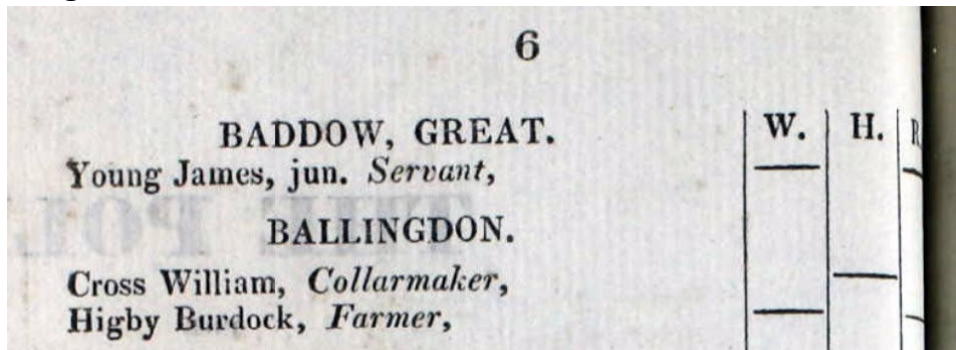 6
BADDOW, GREAT. W. H. R
Young James, jun. Servant,
BALLINGDON.
Cross William, Collarmaker,
Higby Burdock, Farmer,